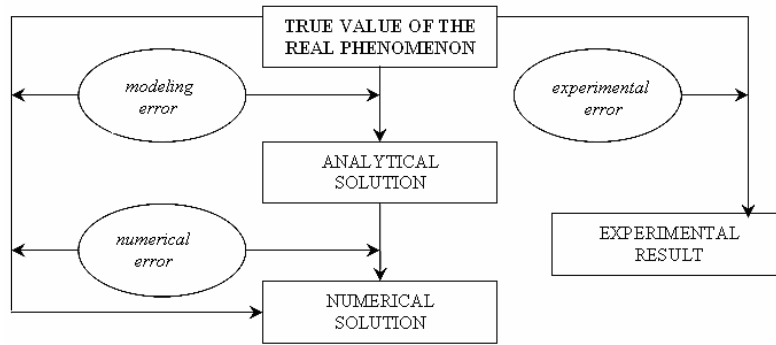 TRUE VALUE OF THE
REAL PHENOMENON
modeling
error
experimental
error
ANALYTICAL
SOLUTION
numerical
error
EXPERIMENTAL
RESULT
NUMERICAL
SOLUTION